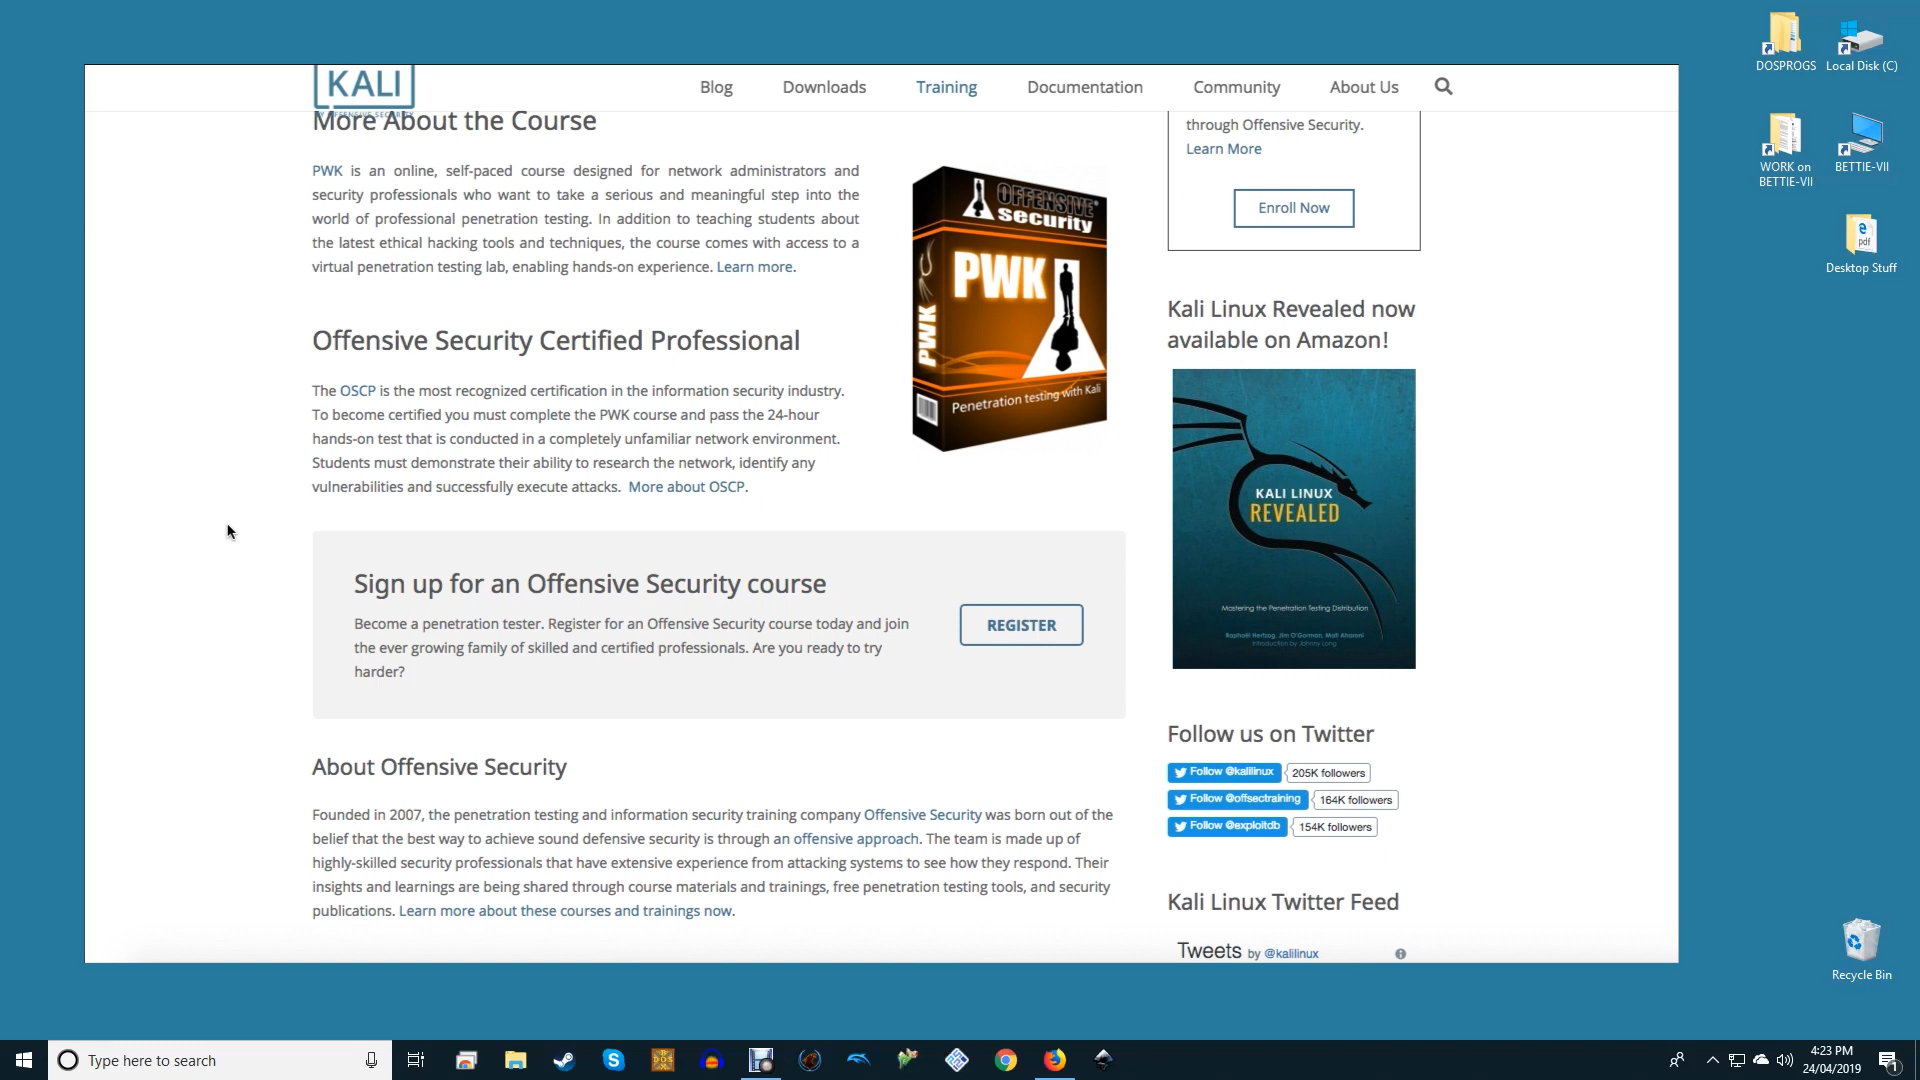 KALI
BY OFFENSIVE SECURITY
Blog
Downloads
Training
Documentation
Community
About Us
More About the Course
PWK is an online, self-paced course designed for network administrators and
security professionals who want to take a serious and meaningful step into the
world of professional penetration testing. In addition to teaching students about
the latest ethical hacking tools and techniques, the course comes with access to a
virtual penetration testing lab, enabling hands-on experience. Learn more.
OFFENSIVE®
security
PWK
PWK
Penetration testing with Kali
Offensive Security Certified Professional
The OSCP is the most recognized certification in the information security industry.
To become certified you must complete the PWK course and pass the 24-hour
hands-on test that is conducted in a completely unfamiliar network environment.
Students must demonstrate their ability to research the network, identify any
vulnerabilities and successfully execute attacks. More about OSCP.
Sign up for an Offensive Security course
Become a penetration tester. Register for an Offensive Security course today and join
the ever growing family of skilled and certified professionals. Are you ready to try
harder?
REGISTER
About Offensive Security
Founded in 2007, the penetration testing and information security training company Offensive Security was born out of the
belief that the best way to achieve sound defensive security is through an offensive approach. The team is made up of
highly-skilled security professionals that have extensive experience from attacking systems to see how they respond. Their
insights and learnings are being shared through course materials and trainings, free penetration testing tools, and security
publications. Learn more about these courses and trainings now.
through Offensive Security.
Learn More
Enroll Now
Kali Linux Revealed now
available on Amazon!
KALI LINUX
REVEALED
Mastering the Penetration Testing Distribution
Raphaël Hertzog, Jim O'Gorman, Mati Aharoni
Introduction by Johnny Long
Follow us on Twitter
Follow @kalilinux 205K followers
Follow @offsectraining 164K followers
Follow @exploitdb 154K followers
Kali Linux Twitter Feed
Tweets by @kalilinux
DOSPROGS
Local Disk (C)
WORK on
BETTIE-VII
BETTIE-VII
pdf
Desktop Stuff
Recycle Bin
Type here to search
4:23 PM
24/04/2019
1